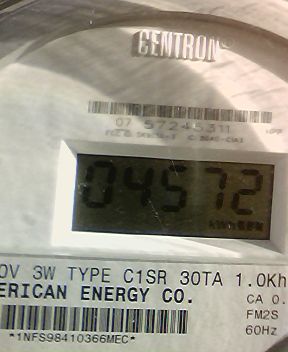 CENTRON
07 57245311
04572
0V 3W TYPE C1SR 30TA 1.0Kh
ERICAN ENERGY CO.
CA 0.
FM2S
60Hz
*1NFS98410366MEC*